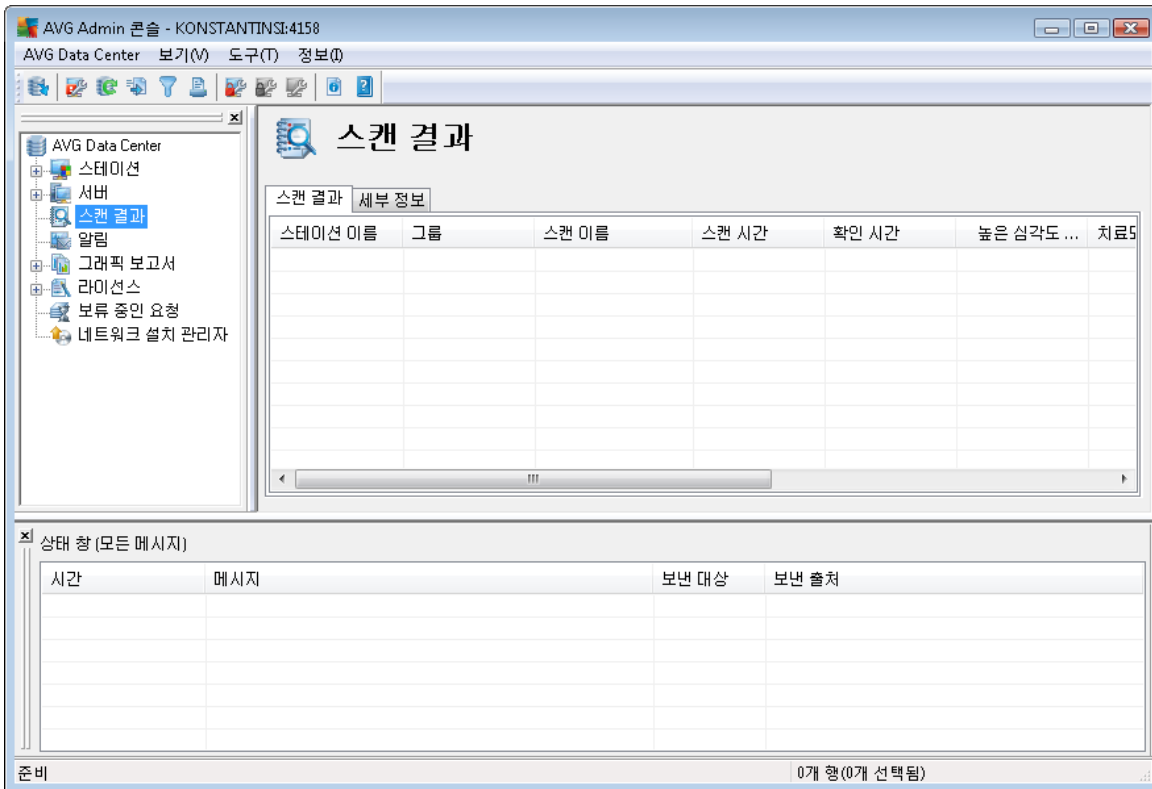 AVG Admin 콘솔 - KONSTANTINSI:4158
AVG Data Center 보기(V) 도구(T) 정보(I)
AVG Data Center
스테이션
서버
스캔 결과
알림
그래픽 보고서
라이선스
보류 중인 요청
네트워크 설치 관리자
스캔 결과
스캔 결과 세부 정보
스테이션 이름 그룹 스캔 이름 스캔 시간 확인 시간 높은 심각도 ... 치료
상태 창 (모든 메시지)
시간 메시지 보낸 대상 보낸 출처
준비 0개 행(0개 선택됨)